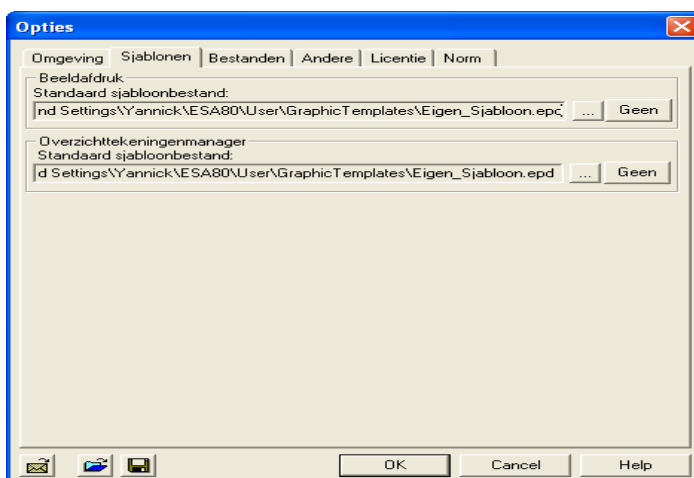 Opties
Omgeving Sjablonen Bestanden Andere Licentie Norm
Beeldafdruk
Standaard sjabloonbestand:
nd Settings\Yannick\ESA80\User\GraphicTemplates\Eigen_Sjabloon.epd ... Geen
Overzichttekeningenmanager
Standaard sjabloonbestand:
d Settings\Yannick\ESA80\User\GraphicTemplates\Eigen_Sjabloon.epd ... Geen
OK Cancel Help